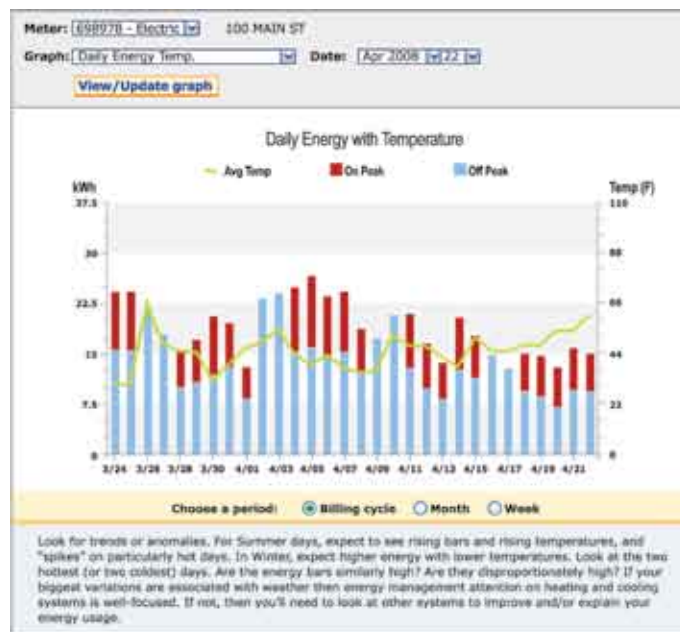 Meter: 698978 - Electric 100 MAIN ST
Graph: Daily Energy Temp. Date: Apr 2008 22
View/Update graph
Daily Energy with Temperature
Avg Temp On Peak Off Peak
kWh Temp (F)
37.5 110
30 88
22.5 66
15 44
7.5 22
0 0
3/24 3/26 3/28 3/30 4/01 4/03 4/05 4/07 4/09 4/11 4/13 4/15 4/17 4/19 4/21
Choose a period: Billing cycle Month Week
Look for trends or anomalies. For Summer days, expect to see rising bars and rising temperatures, and
"spikes" on particularly hot days. In Winter, expect higher energy with lower temperatures. Look at the two
hottest (or two coldest) days. Are the energy bars similarly high? Are they disproportionately high? If your
biggest variations are associated with weather then energy management attention on heating and cooling
systems is well-focused. If not, then you'll need to look at other systems to improve and/or explain your
energy usage.